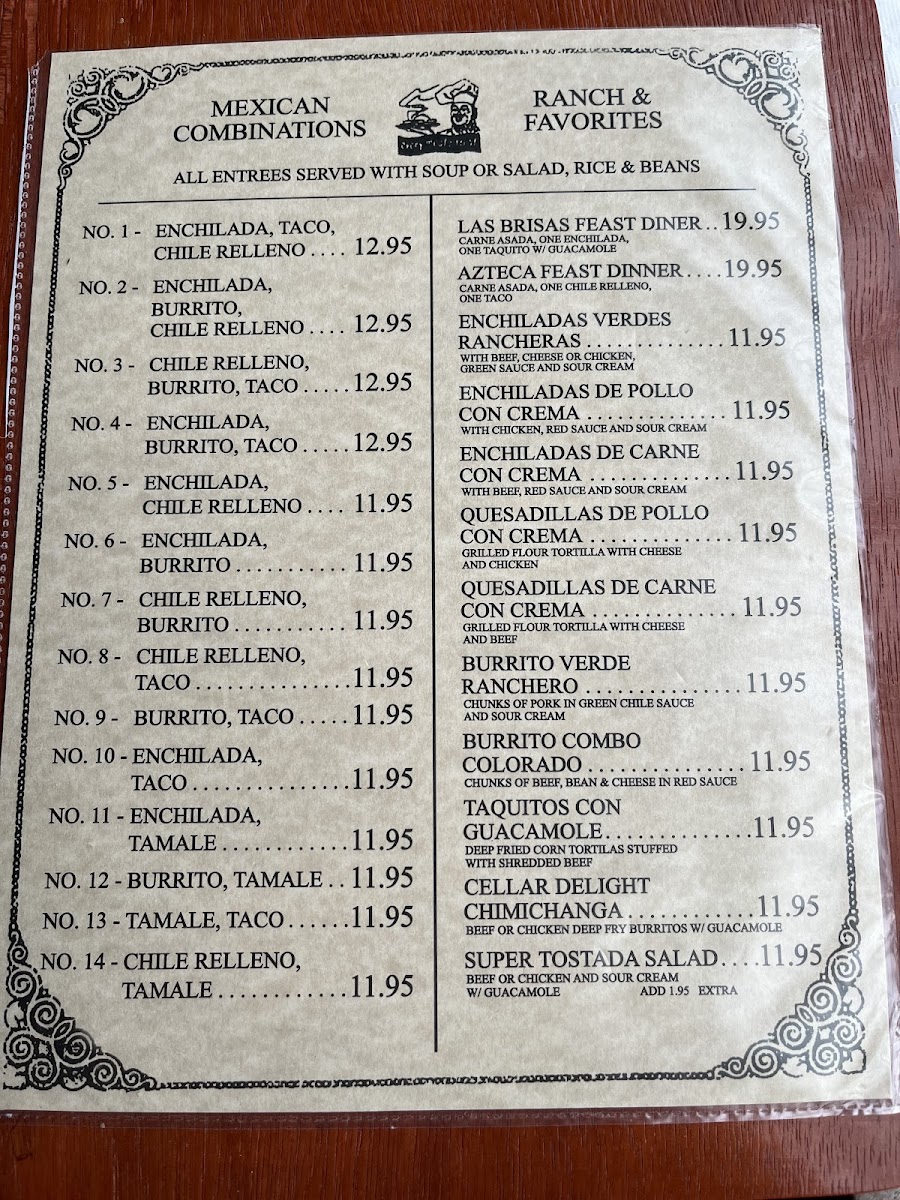 MEXICAN
COMBINATIONS
RANCH &
FAVORITES
ALL ENTREES SERVED WITH SOUP OR SALAD, RICE & BEANS
NO. 1 - ENCHILADA, TACO,
CHILE RELLENO .... 12.95
NO. 2 - ENCHILADA,
BURRITO,
CHILE RELLENO .... 12.95
NO. 3 - CHILE RELLENO,
BURRITO, TACO ..... 12.95
NO. 4 - ENCHILADA,
BURRITO, TACO ..... 12.95
NO. 5 - ENCHILADA,
CHILE RELLENO .... 11.95
NO. 6 - ENCHILADA,
BURRITO ........... 11.95
NO. 7 - CHILE RELLENO,
BURRITO ........... 11.95
NO. 8 - CHILE RELLENO,
TACO ............... 11.95
NO. 9 - BURRITO, TACO ..... 11.95
NO. 10 - ENCHILADA,
TACO ............... 11.95
NO. 11 - ENCHILADA,
TAMALE ............ 11.95
NO. 12 - BURRITO, TAMALE .. 11.95
NO. 13 - TAMALE, TACO ...... 11.95
NO. 14 - CHILE RELLENO,
TAMALE ............ 11.95
LAS BRISAS FEAST DINER .. 19.95
CARNE ASADA, ONE ENCHILADA,
ONE TAQUITO W/ GUACAMOLE
AZTECA FEAST DINNER .... 19.95
CARNE ASADA, ONE CHILE RELLENO,
ONE TACO
ENCHILADAS VERDES
RANCHERAS .............. 11.95
WITH BEEF, CHEESE OR CHICKEN,
GREEN SAUCE AND SOUR CREAM
ENCHILADAS DE POLLO
CON CREMA .............. 11.95
WITH CHICKEN, RED SAUCE AND SOUR CREAM
ENCHILADAS DE CARNE
CON CREMA .............. 11.95
WITH BEEF, RED SAUCE AND SOUR CREAM
QUESADILLAS DE POLLO
CON CREMA .............. 11.95
GRILLED FLOUR TORTILLA WITH CHEESE
AND CHICKEN
QUESADILLAS DE CARNE
CON CREMA .............. 11.95
GRILLED FLOUR TORTILLA WITH CHEESE
AND BEEF
BURRITO VERDE
RANCHERO ............... 11.95
CHUNKS OF PORK IN GREEN CHILE SAUCE
AND SOUR CREAM
BURRITO COMBO
COLORADO ............... 11.95
CHUNKS OF BEEF, BEAN & CHEESE IN RED SAUCE
TAQUITOS CON
GUACAMOLE.............. 11.95
DEEP FRIED CORN TORTILAS STUFFED
WITH SHREDDED BEEF
CELLAR DELIGHT
CHIMICHANGA ............ 11.95
BEEF OR CHICKEN DEEP FRY BURRITOS W/ GUACAMOLE
SUPER TOSTADA SALAD .... 11.95
BEEF OR CHICKEN AND SOUR CREAM
W/ GUACAMOLE ADD 1.95 EXTRA